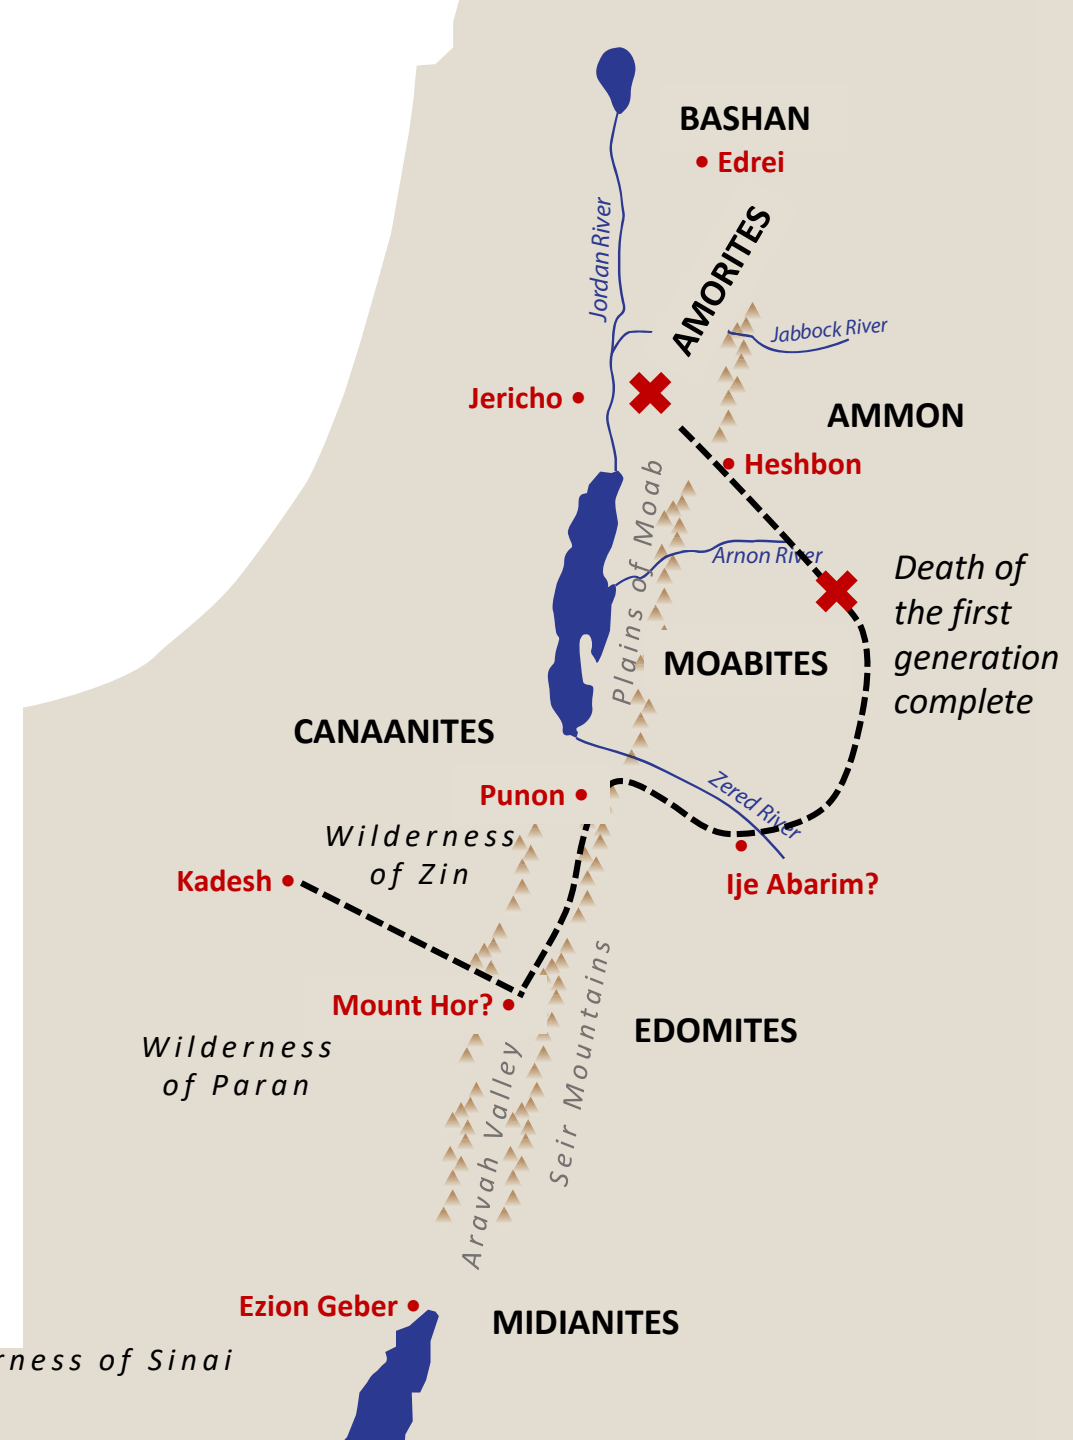 BASHAN
Edrei
Jordan River
AMORITES
Jabbock River
Jericho
AMMON
Heshbon
Plains of Moab
Arnon River
Death of
the first
generation
complete
MOABITES
CANAANITES
Zered River
Punon
Wilderness
of Zin
Kadesh
Ije Abarim?
Mount Hor?
Seir Mountains
EDOMITES
Wilderness
of Paran
Aravah Valley
Ezion Geber
MIDIANITES
rness of Sinai